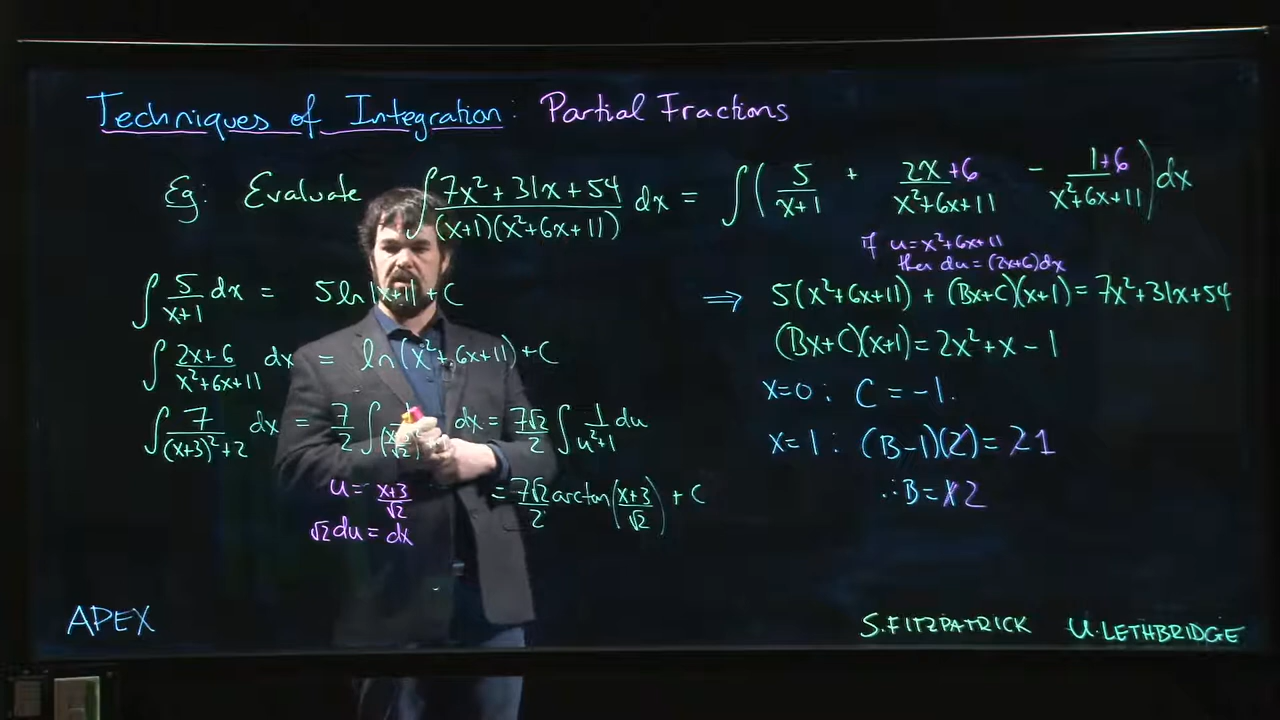 Techniques of Integration: Partial Fractions
Eg: Evaluate ∫ (7x²+31x+54)/((x+1)(x²+6x+11)) dx = ∫( 5/(x+1) + (2x+6)/(x²+6x+11) - (1+6)/(x²+6x+11) )dx
if u=x²+6x+11
then du=(2x+6)dx
∫ 5/(x+1) dx = 5 ln|x+1| + C
∫ (2x+6)/(x²+6x+11) dx = ln(x²+6x+11)+C
∫ 7/((x+3)²+2) dx = 7/2 ∫ dx = 7√2/2 ∫ 1/(u²+1) du
u = (x+3)/√2
= 7√2/2 arctan((x+3)/√2) + C
√2 du = dx
⇒ 5(x²+6x+11) + (Bx+C)(x+1) = 7x²+31x+54
(Bx+C)(x+1) = 2x²+x-1
x=0: C=-1.
x=1: (B-1)(2)=21
∴B=2
APEX
S.FITZPATRICK U.LETHBRIDGE